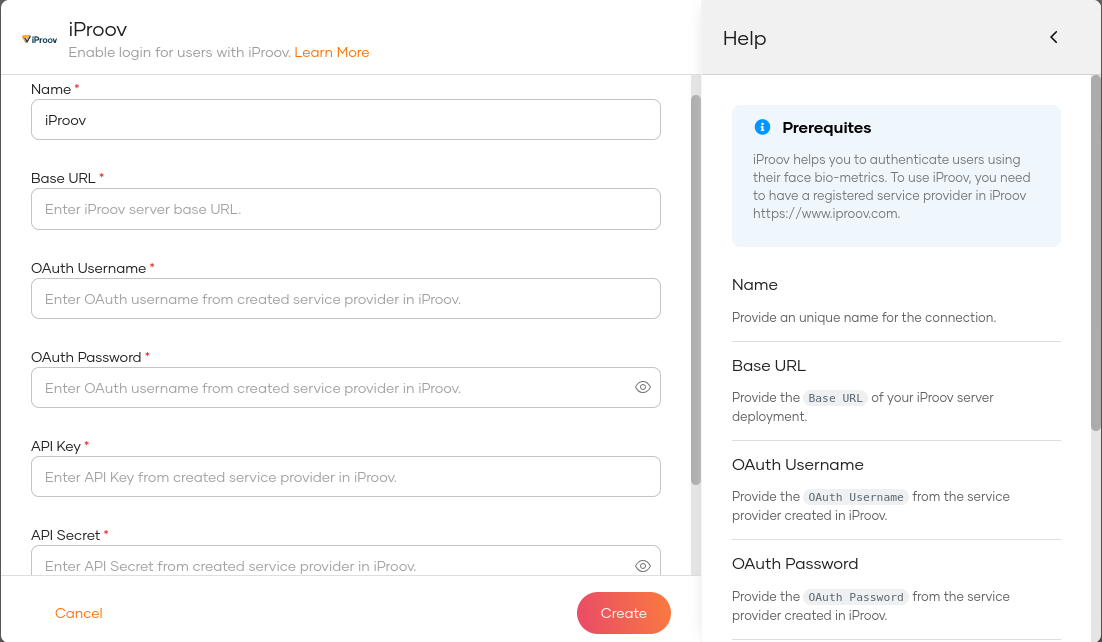 iProov
iProov
Enable login for users with iProov. Learn More
Name *
iProov
Base URL *
Enter iProov server base URL.
OAuth Username *
Enter OAuth username from created service provider in iProov.
OAuth Password *
Enter OAuth username from created service provider in iProov.
API Key *
Enter API Key from created service provider in iProov.
API Secret *
Enter API Secret from created service provider in iProov.
Cancel
Create
Help
Prerequites
iProov helps you to authenticate users using
their face bio-metrics. To use iProov, you need
to have a registered service provider in iProov
https://www.iproov.com.
Name
Provide an unique name for the connection.
Base URL
Provide the Base URL of your iProov server
deployment.
OAuth Username
Provide the OAuth Username from the service
provider created in iProov.
OAuth Password
Provide the OAuth Password from the service
provider created in iProov.